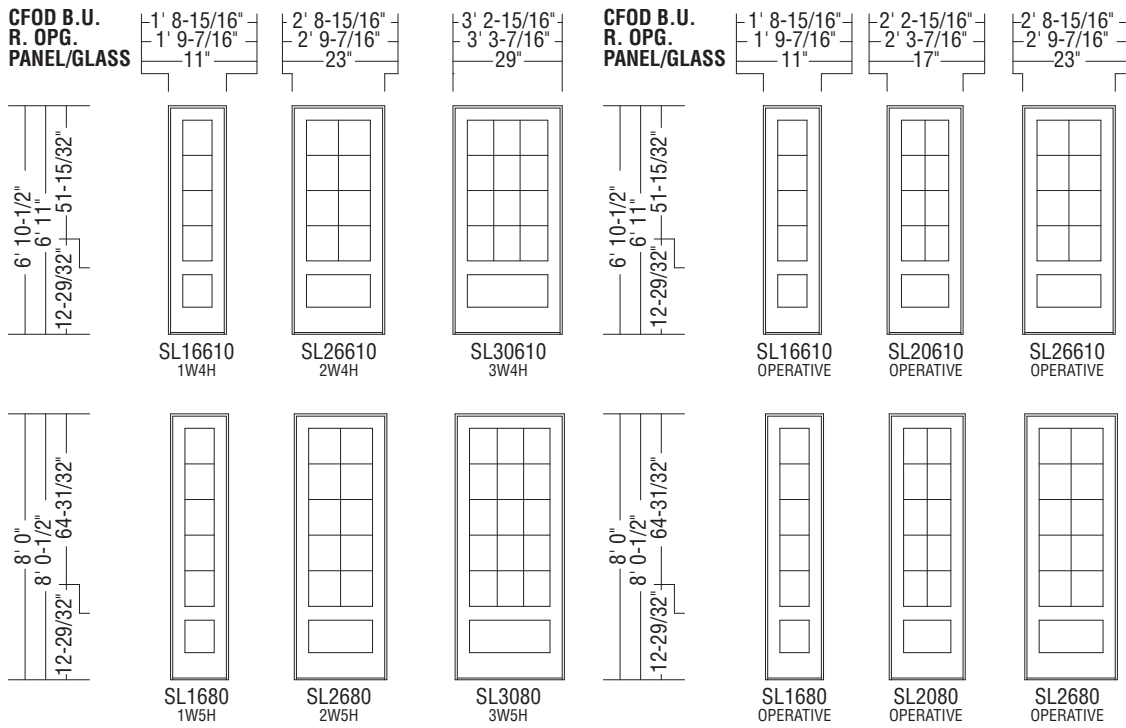 CFOD B.U. 1' 8-15/16" 2' 8-15/16" 3' 2-15/16"
R. OPG. 1' 9-7/16" 2' 9-7/16" 3' 3-7/16"
PANEL/GLASS 11" 23" 29"
CFOD B.U. 1' 8-15/16" 2' 2-15/16" 2' 8-15/16"
R. OPG. 1' 9-7/16" 2' 3-7/16" 2' 9-7/16"
PANEL/GLASS 11" 17" 23"
6' 10-1/2"
6' 11"
51-15/32"
12-29/32"
SL16610 SL26610 SL30610
1W4H 2W4H 3W4H
6' 10-1/2"
6' 11"
51-15/32"
12-29/32"
SL16610 SL20610 SL26610
OPERATIVE OPERATIVE OPERATIVE
8' 0"
8' 0-1/2"
64-31/32"
12-29/32"
SL1680 SL2680 SL3080
1W5H 2W5H 3W5H
8' 0"
8' 0-1/2"
64-31/32"
12-29/32"
SL1680 SL2080 SL2680
OPERATIVE OPERATIVE OPERATIVE